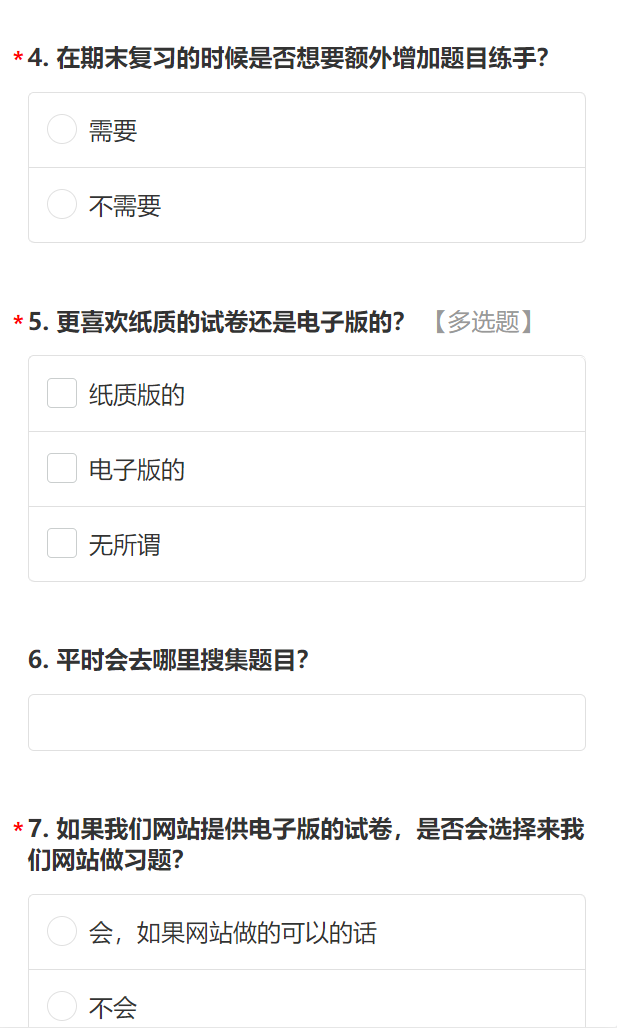 *4. 在期末复习的时候是否想要额外增加题目练手?
需要
不需要
*5. 更喜欢纸质的试卷还是电子版的? 【多选题】
纸质版的
电子版的
无所谓
6. 平时会去哪里搜集题目?
*7. 如果我们网站提供电子版的试卷，是否会选择来我
们网站做习题?
会，如果网站做的可以的话
不会